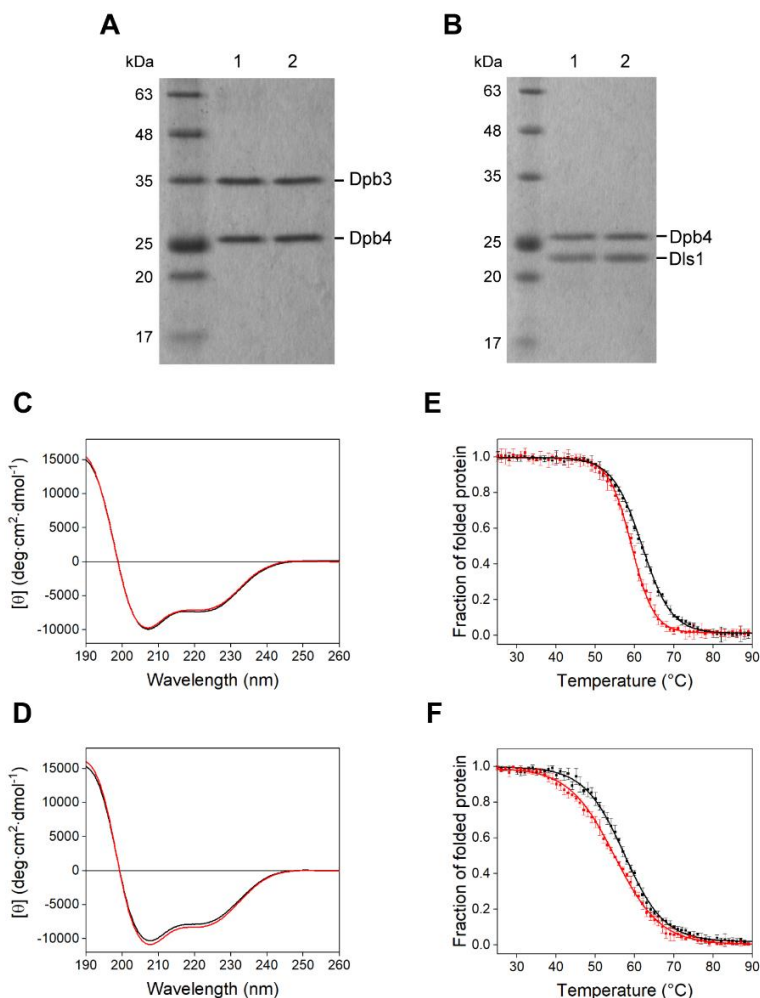 A
kDa 1 2
63
48
35 Dpb3
25 Dpb4
20
17
B
kDa 1 2
63
48
35
25 Dpb4
Dls1
20
17
C
[θ] (deg·cm²·dmol⁻¹)
15000
10000
5000
0
-5000
-10000
190 200 210 220 230 240 250 260
Wavelength (nm)
E
Fraction of folded protein
1.0
0.8
0.6
0.4
0.2
0.0
30 40 50 60 70 80 90
Temperature (°C)
D
[θ] (deg·cm²·dmol⁻¹)
15000
10000
5000
0
-5000
-10000
190 200 210 220 230 240 250 260
Wavelength (nm)
F
Fraction of folded protein
1.0
0.8
0.6
0.4
0.2
0.0
30 40 50 60 70 80 90
Temperature (°C)